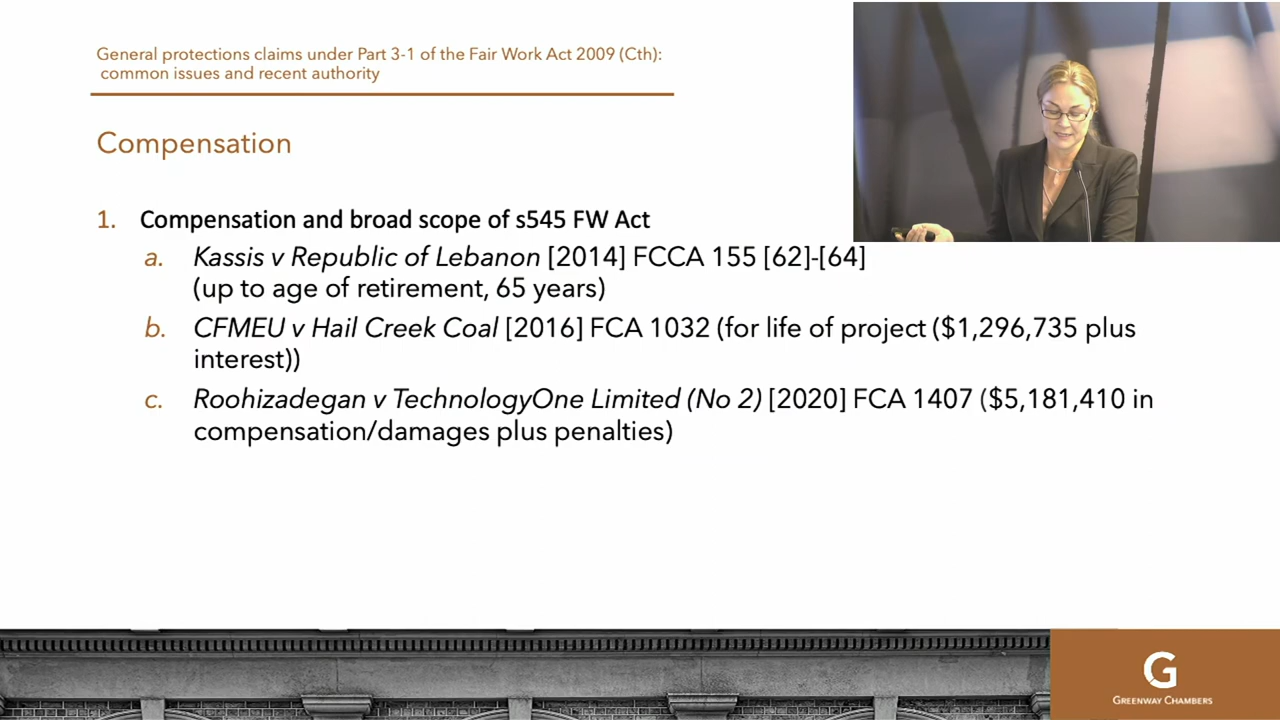 General protections claims under Part 3-1 of the Fair Work Act 2009 (Cth):
common issues and recent authority
Compensation
1. Compensation and broad scope of s545 FW Act
a. Kassis v Republic of Lebanon [2014] FCCA 155 [62]-[64]
(up to age of retirement, 65 years)
b. CFMEU v Hail Creek Coal [2016] FCA 1032 (for life of project ($1,296,735 plus
interest))
c. Roohizadegan v TechnologyOne Limited (No 2) [2020] FCA 1407 ($5,181,410 in
compensation/damages plus penalties)
G
GREENWAY CHAMBERS